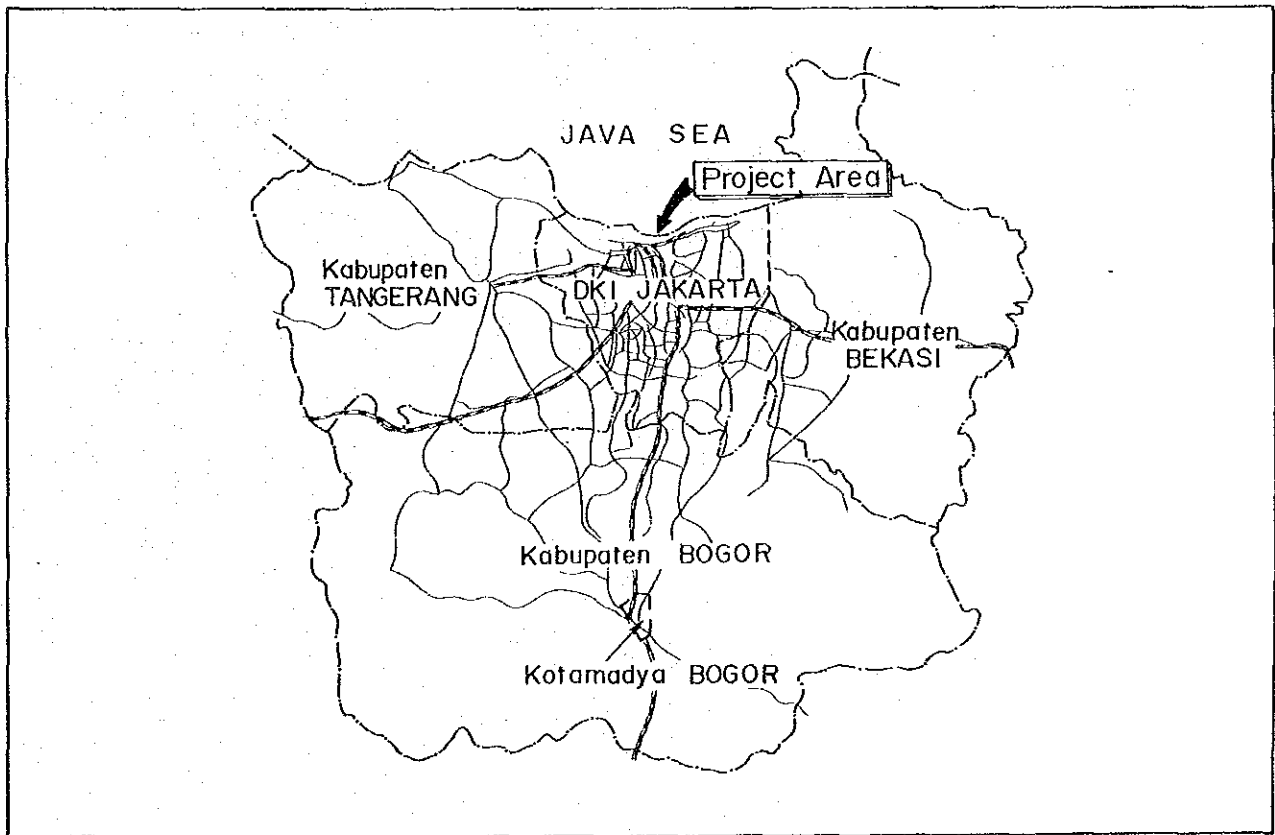 JAVA SEA
Project Area
Kabupaten
TANGERANG
DKI JAKARTA
Kabupaten
BEKASI
Kabupaten BOGOR
Kotamadya BOGOR